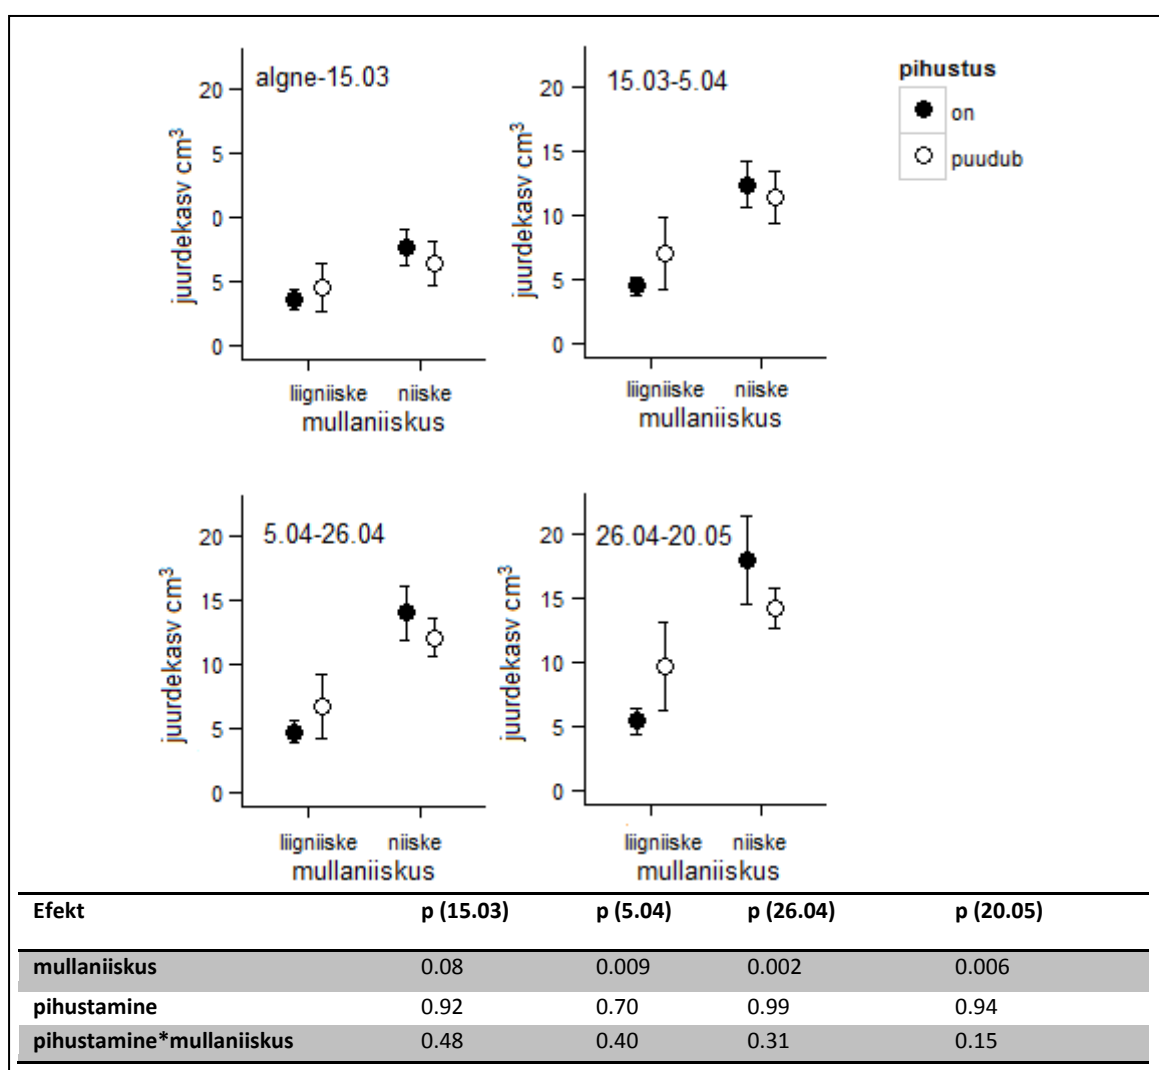 algne-15.03
20
5
0
5
0
juurdekasv cm³
liigniiske niiske
mullaniiskus
15.03-5.04
20
15
10
5
0
juurdekasv cm³
liigniiske niiske
mullaniiskus
pihustus
on
puudub
5.04-26.04
20
15
10
5
0
juurdekasv cm³
liigniiske niiske
mullaniiskus
26.04-20.05
20
15
10
5
0
juurdekasv cm³
liigniiske niiske
mullaniiskus
Efekt p (15.03) p (5.04) p (26.04) p (20.05)
mullaniiskus 0.08 0.009 0.002 0.006
pihustamine 0.92 0.70 0.99 0.94
pihustamine*mullaniiskus 0.48 0.40 0.31 0.15